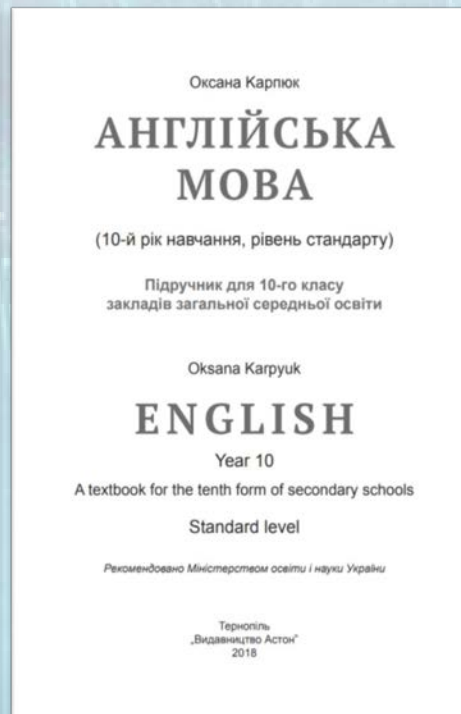 Оксана Карпюк
АНГЛІЙСЬКА
МОВА
(10-й рік навчання, рівень стандарту)
Підручник для 10-го класу
закладів загальної середньої освіти
Oksana Karpyuk
ENGLISH
Year 10
A textbook for the tenth form of secondary schools
Standard level
Рекомендовано Міністерством освіти і науки України
Тернопіль
„Видавництво Астон"
2018